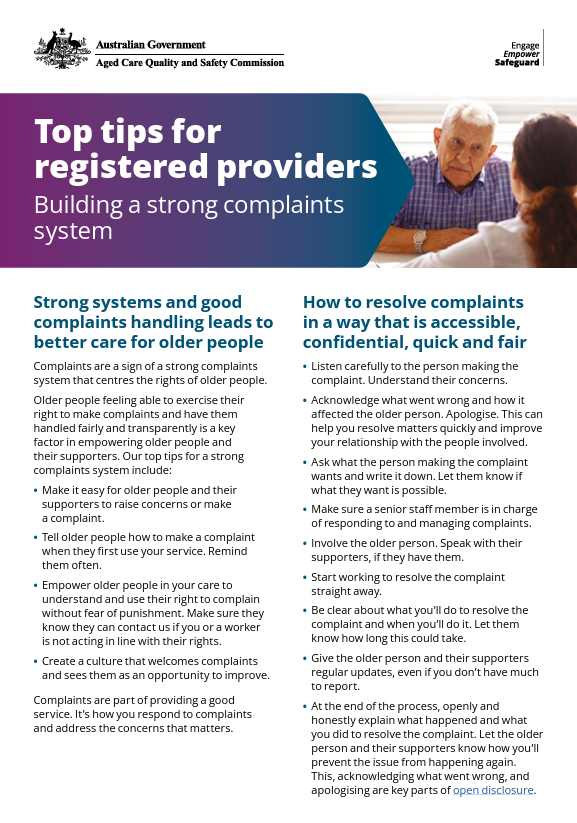 Australian Government
Aged Care Quality and Safety Commission
Engage
Empower
Safeguard
Top tips for
registered providers
Building a strong complaints
system
Strong systems and good
complaints handling leads to
better care for older people
Complaints are a sign of a strong complaints
system that centres the rights of older people.
Older people feeling able to exercise their
right to make complaints and have them
handled fairly and transparently is a key
factor in empowering older people and
their supporters. Our top tips for a strong
complaints system include:
• Make it easy for older people and their
supporters to raise concerns or make
a complaint.
• Tell older people how to make a complaint
when they first use your service. Remind
them often.
• Empower older people in your care to
understand and use their right to complain
without fear of punishment. Make sure they
know they can contact us if you or a worker
is not acting in line with their rights.
• Create a culture that welcomes complaints
and sees them as an opportunity to improve.
Complaints are part of providing a good
service. It’s how you respond to complaints
and address the concerns that matters.
How to resolve complaints
in a way that is accessible,
confidential, quick and fair
• Listen carefully to the person making the
complaint. Understand their concerns.
• Acknowledge what went wrong and how it
affected the older person. Apologise. This can
help you resolve matters quickly and improve
your relationship with the people involved.
• Ask what the person making the complaint
wants and write it down. Let them know if
what they want is possible.
• Make sure a senior staff member is in charge
of responding to and managing complaints.
• Involve the older person. Speak with their
supporters, if they have them.
• Start working to resolve the complaint
straight away.
• Be clear about what you’ll do to resolve the
complaint and when you’ll do it. Let them
know how long this could take.
• Give the older person and their supporters
regular updates, even if you don’t have much
to report.
• At the end of the process, openly and
honestly explain what happened and what
you did to resolve the complaint. Let the older
person and their supporters know how you’ll
prevent the issue from happening again.
This, acknowledging what went wrong, and
apologising are key parts of open disclosure.